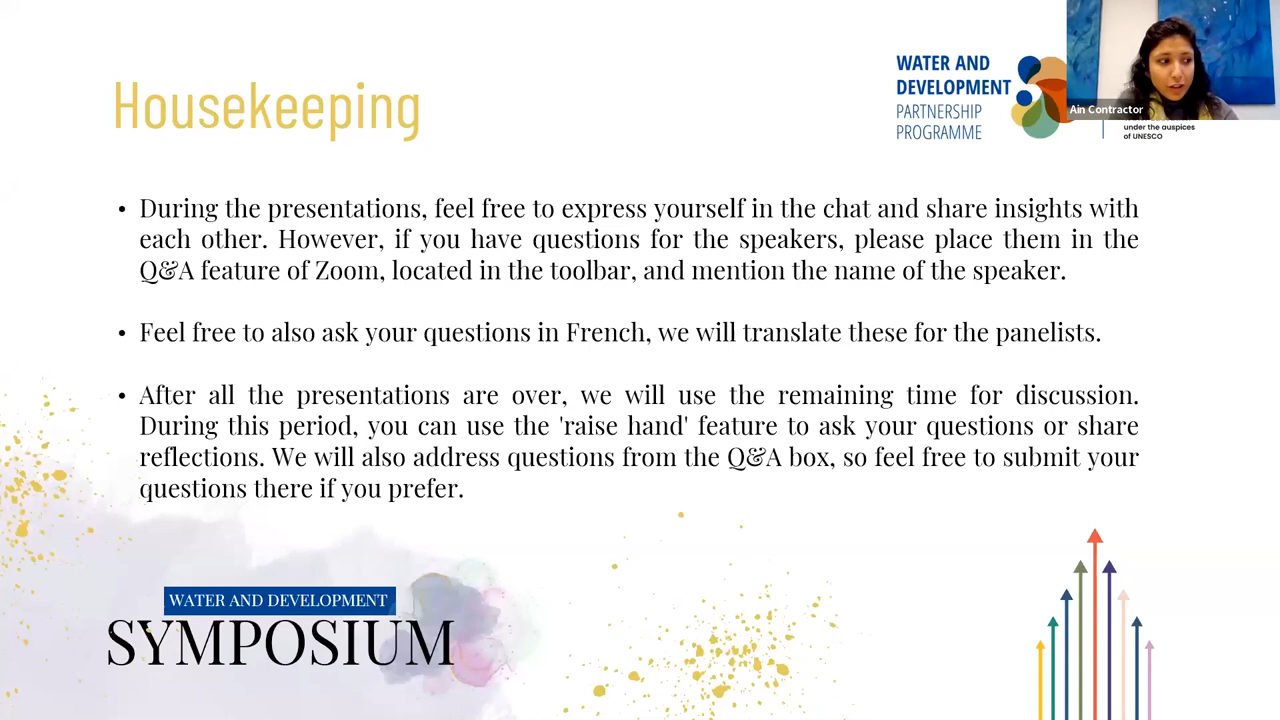 Housekeeping
WATER AND
DEVELOPMENT
PARTNERSHIP
PROGRAMME
Ain Contractor
under the auspices
of UNESCO
• During the presentations, feel free to express yourself in the chat and share insights with
each other. However, if you have questions for the speakers, please place them in the
Q&A feature of Zoom, located in the toolbar, and mention the name of the speaker.
• Feel free to also ask your questions in French, we will translate these for the panelists.
• After all the presentations are over, we will use the remaining time for discussion.
During this period, you can use the 'raise hand' feature to ask your questions or share
reflections. We will also address questions from the Q&A box, so feel free to submit your
questions there if you prefer.
WATER AND DEVELOPMENT
SYMPOSIUM